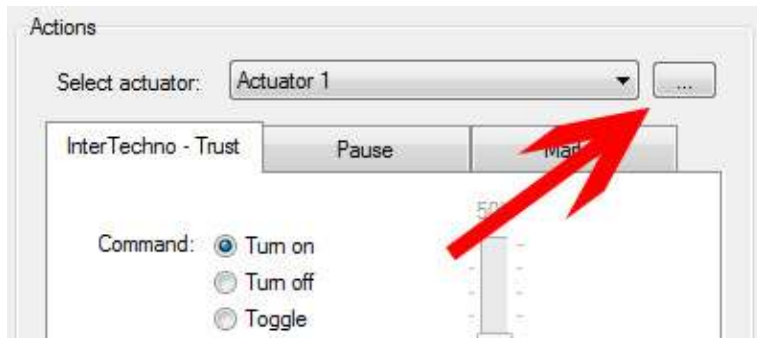 Actions
Select actuator: Actuator 1 ...
InterTechno - Trust Pause
Command: Turn on
Turn off
Toggle